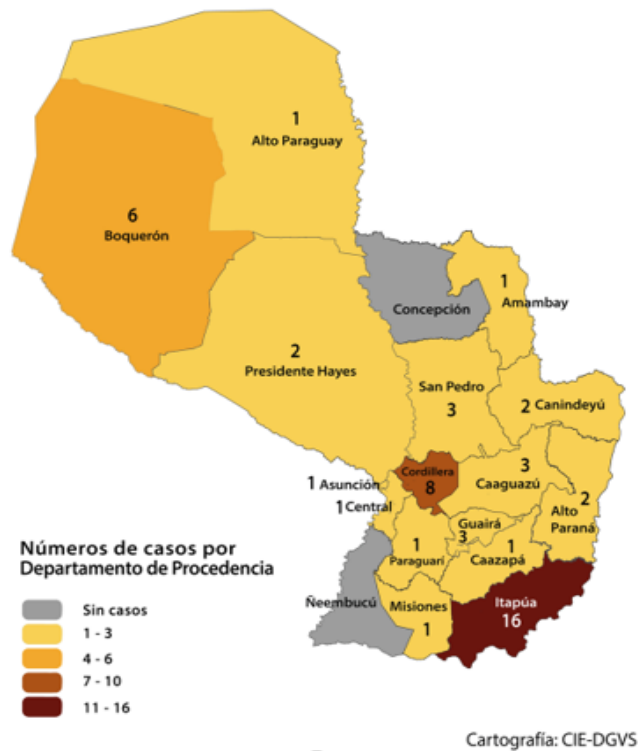 1
Alto Paraguay
6
Boquerón
Concepción
1
Amambay
2
Presidente Hayes
San Pedro
3
2 Canindeyú
Cordillera
8
3
Caaguazú
1 Asunción
1 Central
2
Alto
Paraná
Guairá
3
1
Paraguarí
1
Caazapá
Ñeembucú
Misiones
1
Itapúa
16
Números de casos por
Departamento de Procedencia
Sin casos
1 - 3
4 - 6
7 - 10
11 - 16
Cartografía: CIE-DGVS